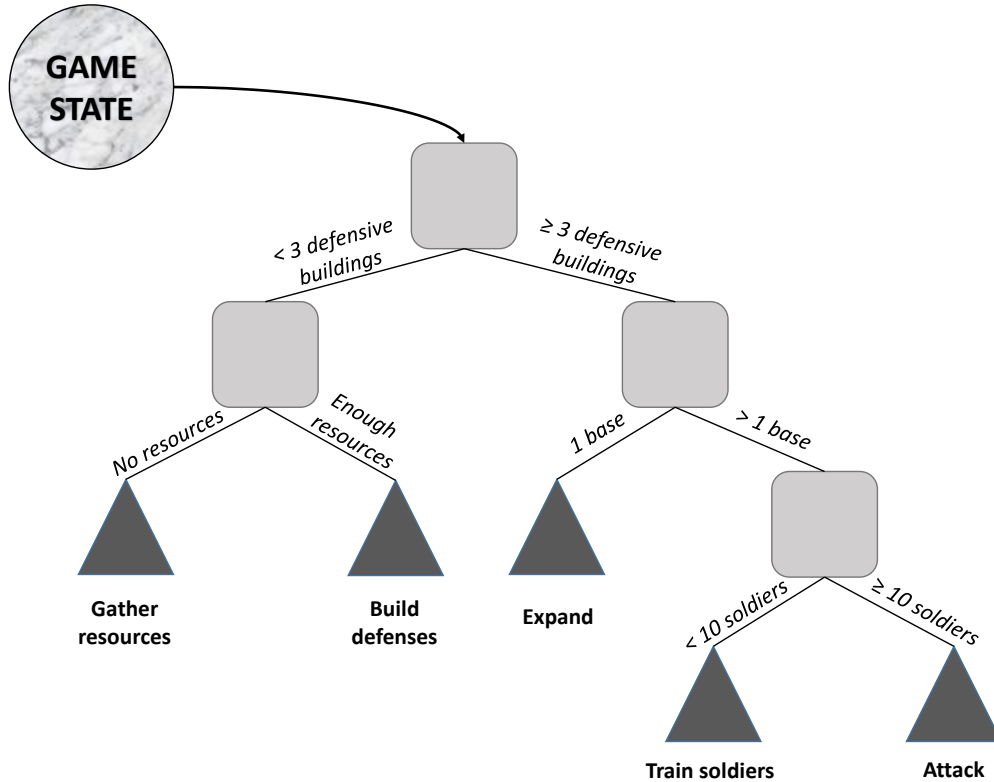 GAME
STATE
< 3 defensive
buildings
≥ 3 defensive
buildings
No resources
Enough
resources
1 base
> 1 base
Gather
resources
Build
defenses
Expand
< 10 soldiers
≥ 10 soldiers
Train soldiers
Attack